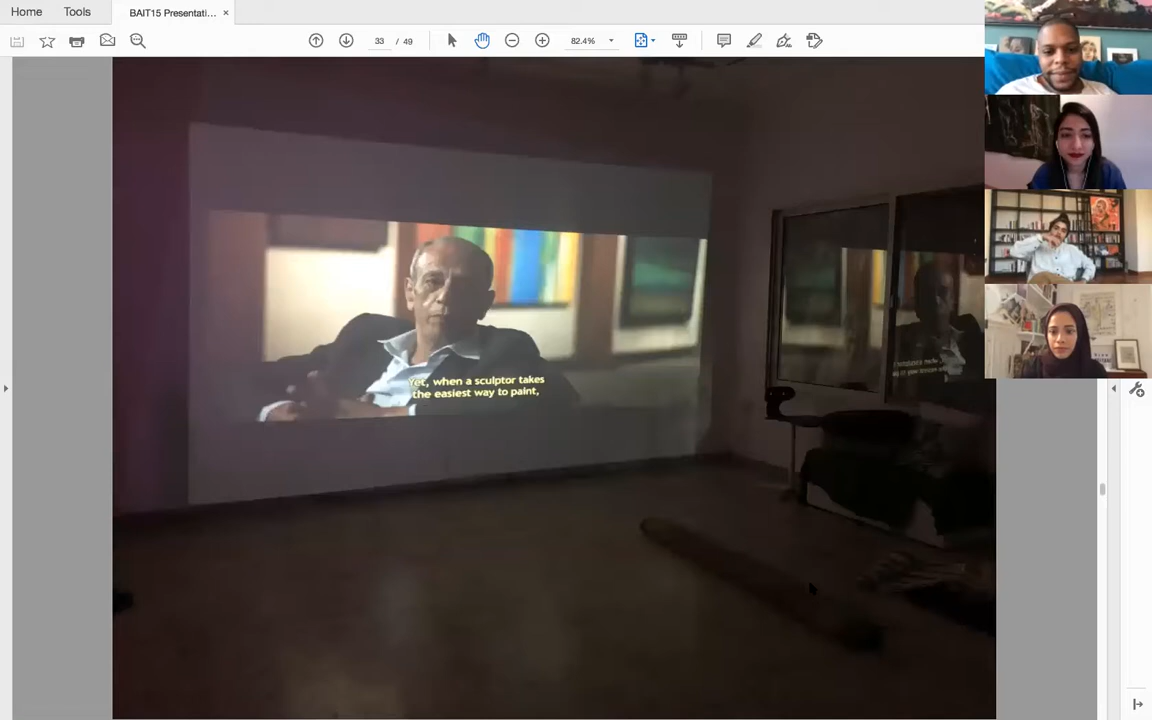 Home
Tools
BAIT15 Presentati...
×
33 / 49
82.4%
Yet, when a sculptor takes
the easiest way to paint,